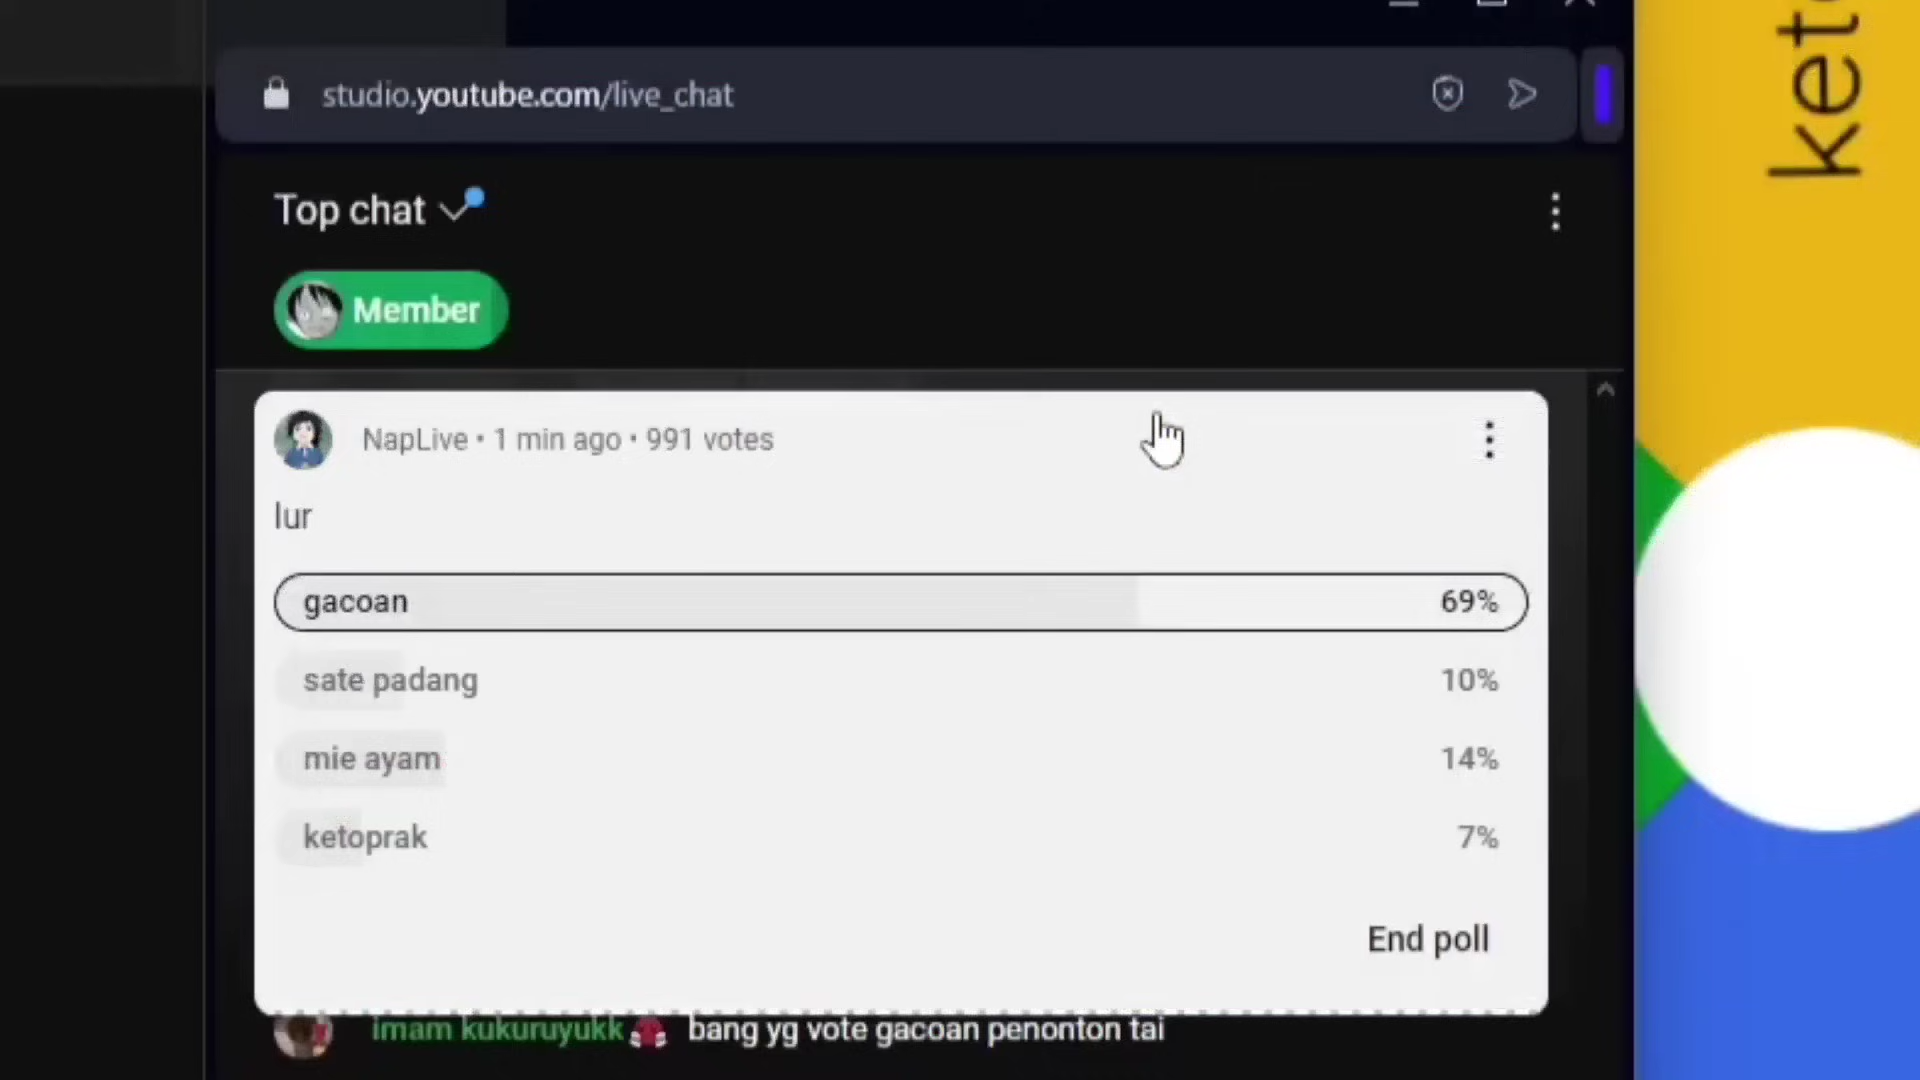 studio.youtube.com/live_chat
Top chat
Member
NapLive • 1 min ago • 991 votes
lur
gacoan 69%
sate padang 10%
mie ayam 14%
ketoprak 7%
End poll
imam kukuruyukk bang yg vote gacoan penonton tai